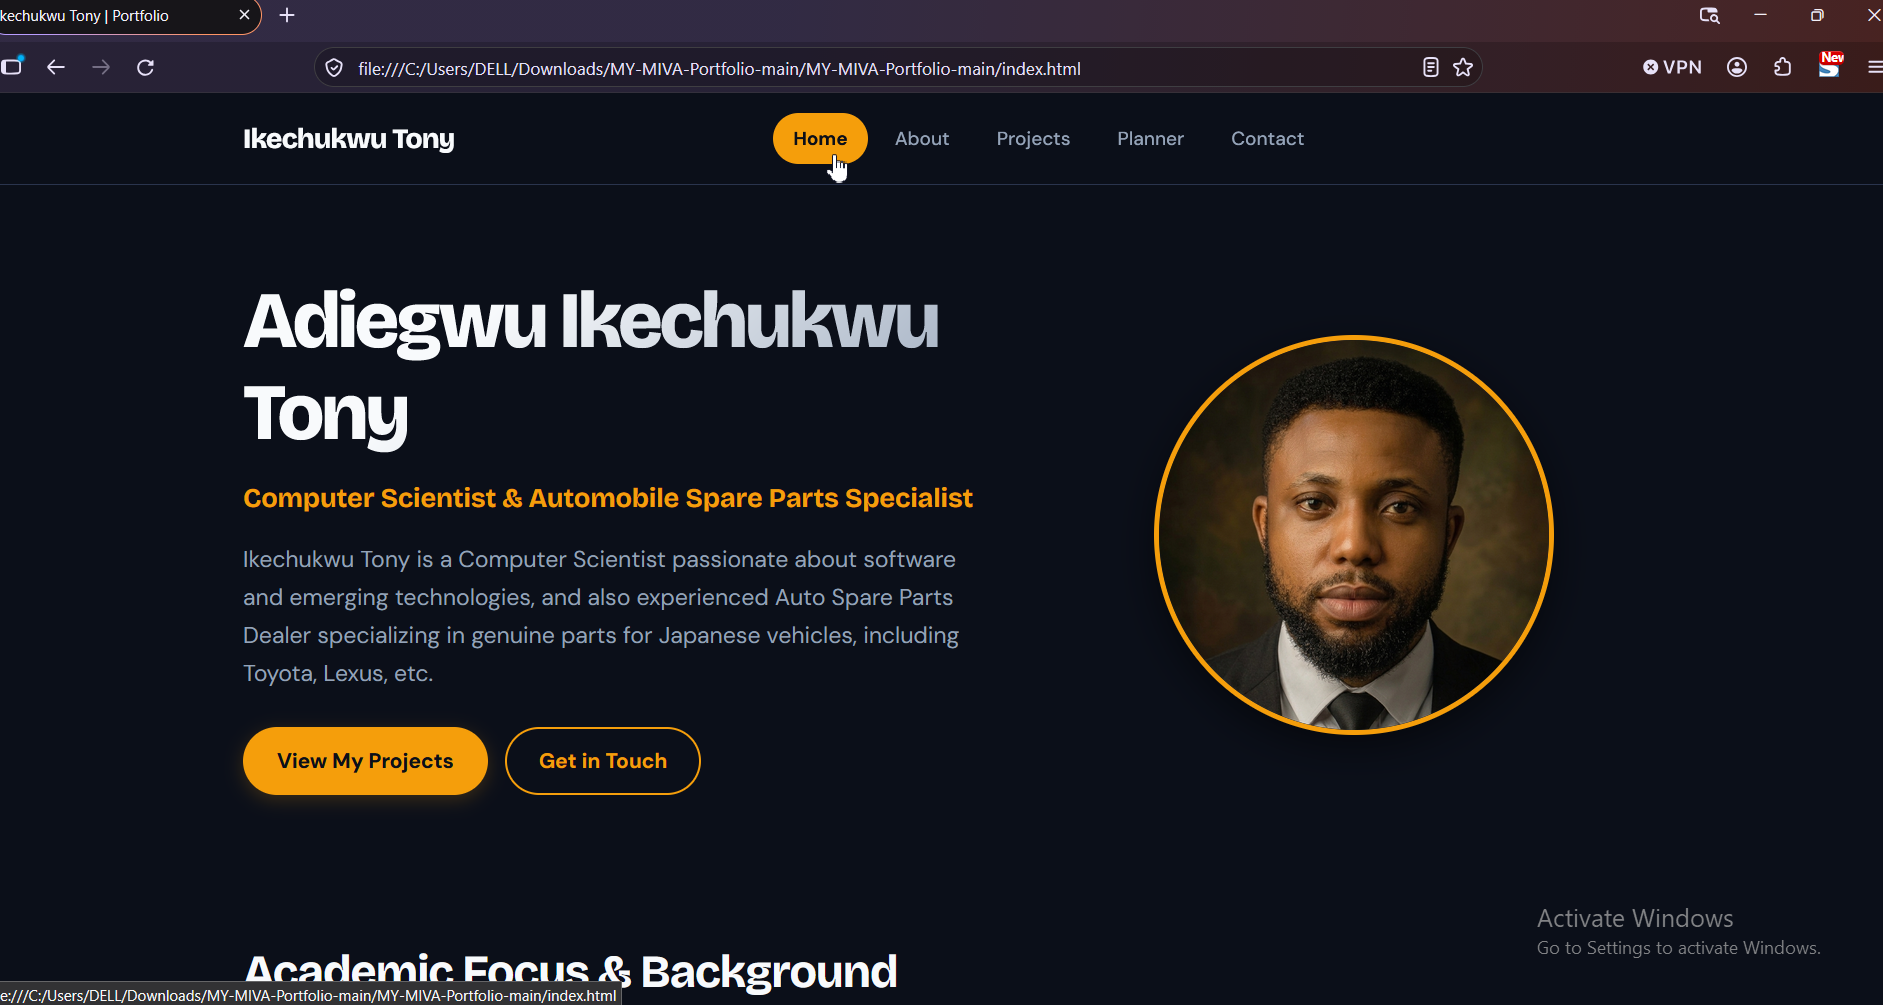 kechukwu Tony | Portfolio
file:///C:/Users/DELL/Downloads/MY-MIVA-Portfolio-main/MY-MIVA-Portfolio-main/index.html
VPN
New
Ikechukwu Tony
Home
About
Projects
Planner
Contact
Adiegwu Ikechukwu
Tony
Computer Scientist & Automobile Spare Parts Specialist
Ikechukwu Tony is a Computer Scientist passionate about software
and emerging technologies, and also experienced Auto Spare Parts
Dealer specializing in genuine parts for Japanese vehicles, including
Toyota, Lexus, etc.
View My Projects
Get in Touch
Activate Windows
Go to Settings to activate Windows.
Academic Focus & Background
e:///C:/Users/DELL/Downloads/MY-MIVA-Portfolio-main/MY-MIVA-Portfolio-main/index.html